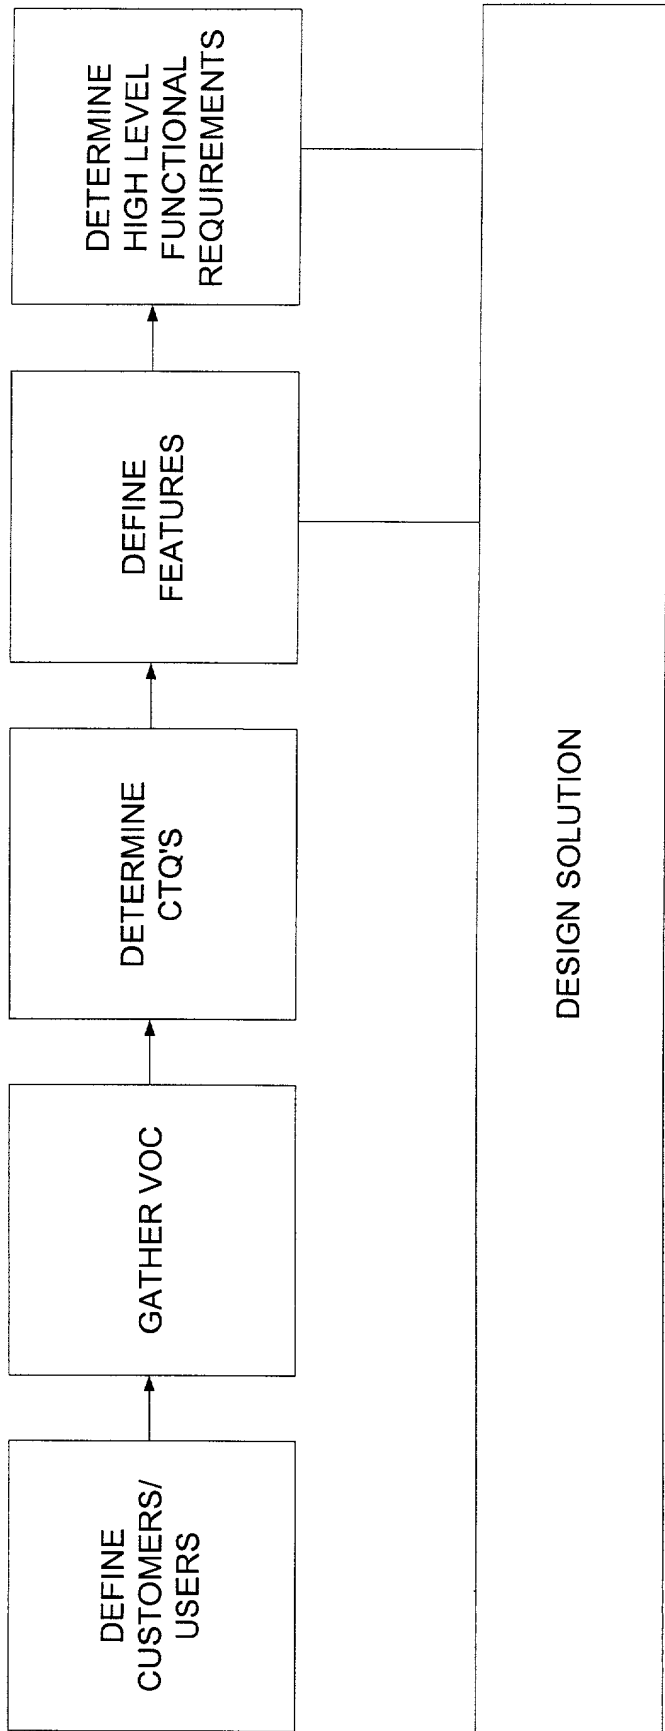 DEFINE
CUSTOMERS/
USERS
GATHER VOC
DETERMINE
CTQ'S
DEFINE
FEATURES
DETERMINE
HIGH LEVEL
FUNCTIONAL
REQUIREMENTS
DESIGN SOLUTION